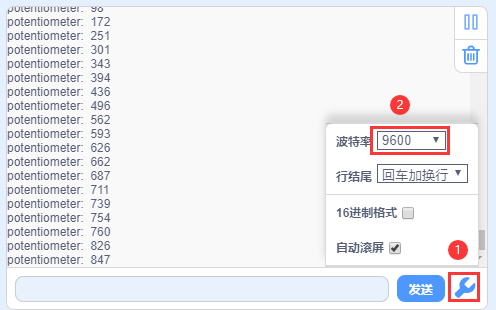 potentiometer: 98
potentiometer: 172
potentiometer: 251
potentiometer: 301
potentiometer: 343
potentiometer: 394
potentiometer: 436
potentiometer: 496
potentiometer: 562
potentiometer: 593
potentiometer: 626
potentiometer: 662
potentiometer: 687
potentiometer: 711
potentiometer: 739
potentiometer: 754
potentiometer: 760
potentiometer: 826
potentiometer: 847
2
波特率 9600
行结尾 回车加换行
16进制格式
自动滚屏
1
发送